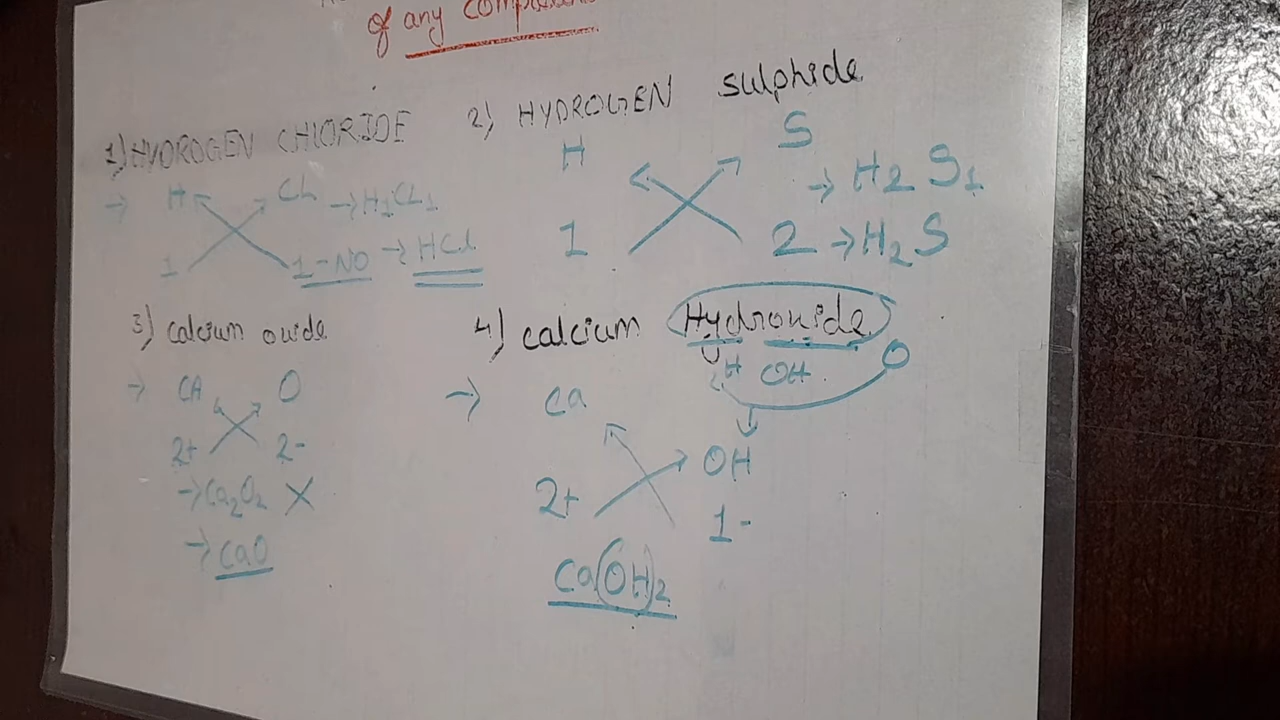 of any
1) HYDROGEN CHLORIDE
→ H CL → H1CL1
1 1-NO → HCL
2) HYDROGEN sulphide
H S → H2 S1
1 2 → H2S
3) calcium oxide
→ CA O
2+ 2-
→ Ca2O2 X
→ CaO
4) calcium Hydroxide
H OH O
→ Ca OH
2+ 1-
Ca(OH)2